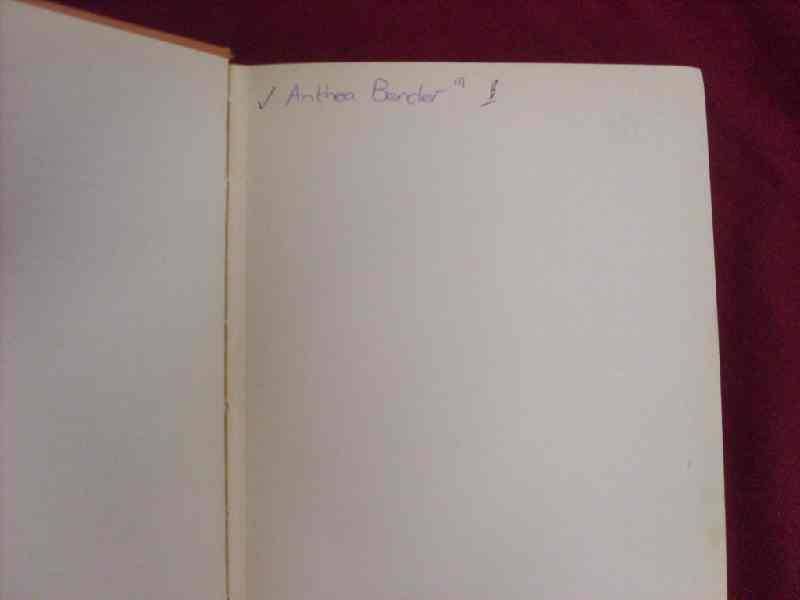 ✓ Anthea Bender